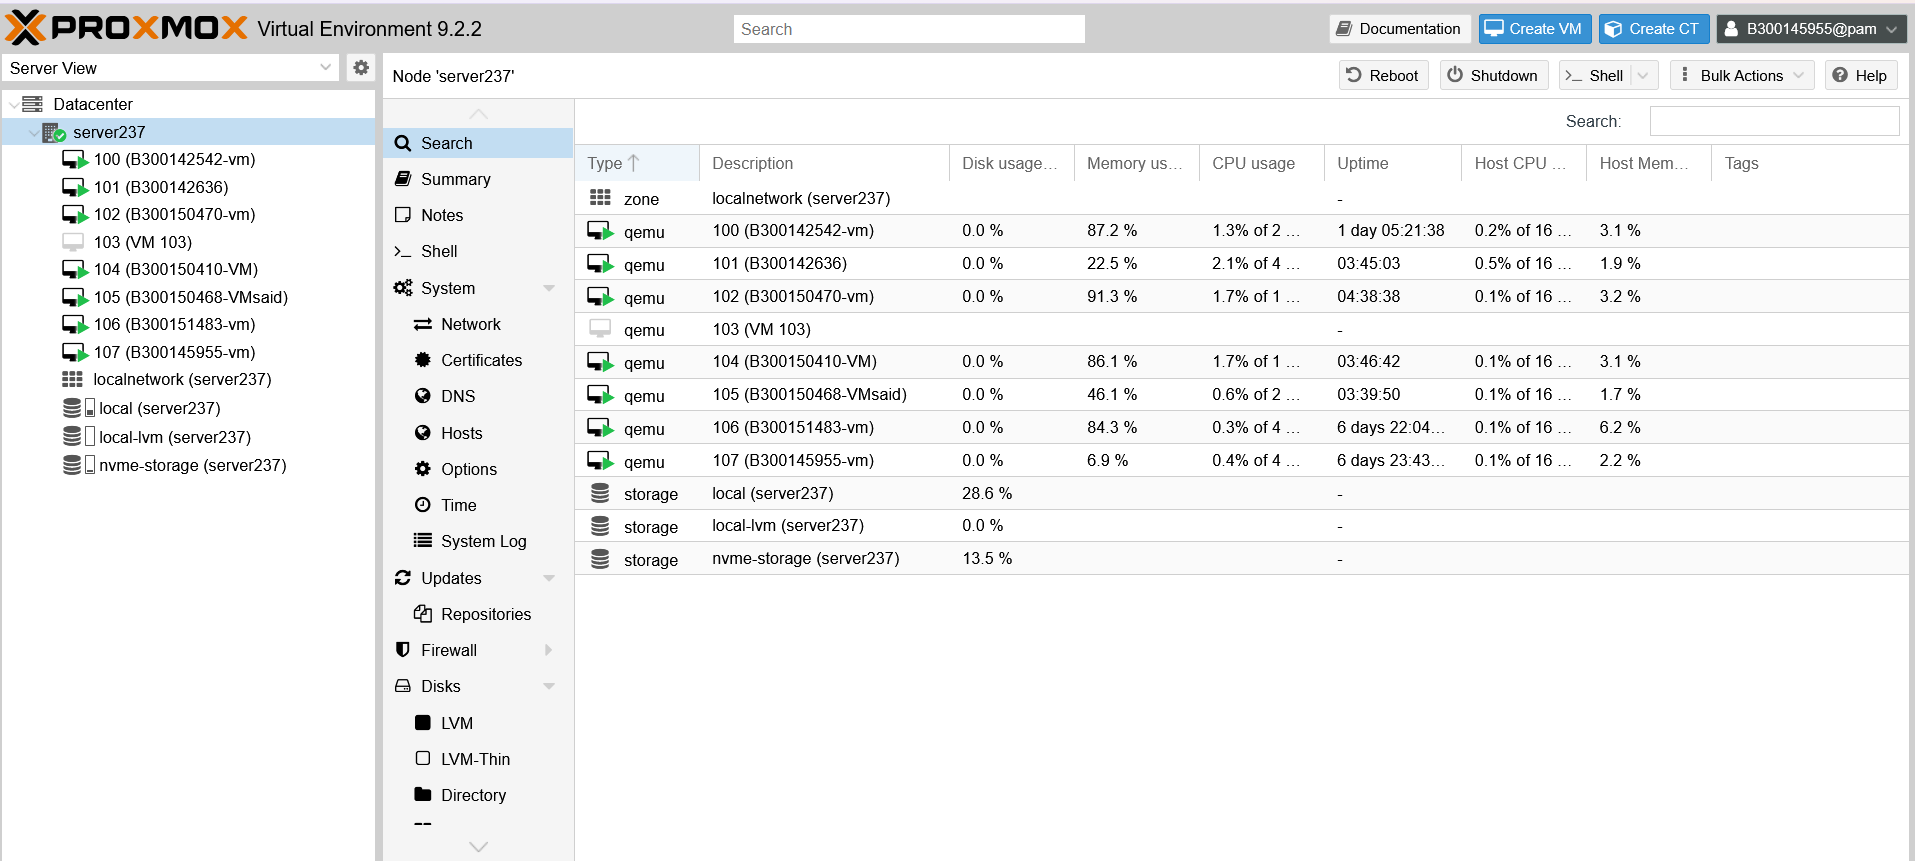 PROXMOX Virtual Environment 9.2.2
Search
Documentation
Create VM
Create CT
B300145955@pam
Server View
Datacenter
server237
100 (B300142542-vm)
101 (B300142636)
102 (B300150470-vm)
103 (VM 103)
104 (B300150410-VM)
105 (B300150468-VMsaid)
106 (B300151483-vm)
107 (B300145955-vm)
localnetwork (server237)
local (server237)
local-lvm (server237)
nvme-storage (server237)
Node 'server237'
Reboot
Shutdown
Shell
Bulk Actions
Help
Search
Summary
Notes
Shell
System
Network
Certificates
DNS
Hosts
Options
Time
System Log
Updates
Repositories
Firewall
Disks
LVM
LVM-Thin
Directory
Search:
Type Description Disk usage... Memory us... CPU usage Uptime Host CPU ... Host Mem... Tags
zone localnetwork (server237) -
qemu 100 (B300142542-vm) 0.0 % 87.2 % 1.3% of 2 ... 1 day 05:21:38 0.2% of 16 ... 3.1 %
qemu 101 (B300142636) 0.0 % 22.5 % 2.1% of 4 ... 03:45:03 0.5% of 16 ... 1.9 %
qemu 102 (B300150470-vm) 0.0 % 91.3 % 1.7% of 1 ... 04:38:38 0.1% of 16 ... 3.2 %
qemu 103 (VM 103) -
qemu 104 (B300150410-VM) 0.0 % 86.1 % 1.7% of 1 ... 03:46:42 0.1% of 16 ... 3.1 %
qemu 105 (B300150468-VMsaid) 0.0 % 46.1 % 0.6% of 2 ... 03:39:50 0.1% of 16 ... 1.7 %
qemu 106 (B300151483-vm) 0.0 % 84.3 % 0.3% of 4 ... 6 days 22:04... 0.1% of 16 ... 6.2 %
qemu 107 (B300145955-vm) 0.0 % 6.9 % 0.4% of 4 ... 6 days 23:43... 0.1% of 16 ... 2.2 %
storage local (server237) 28.6 % -
storage local-lvm (server237) 0.0 % -
storage nvme-storage (server237) 13.5 % -